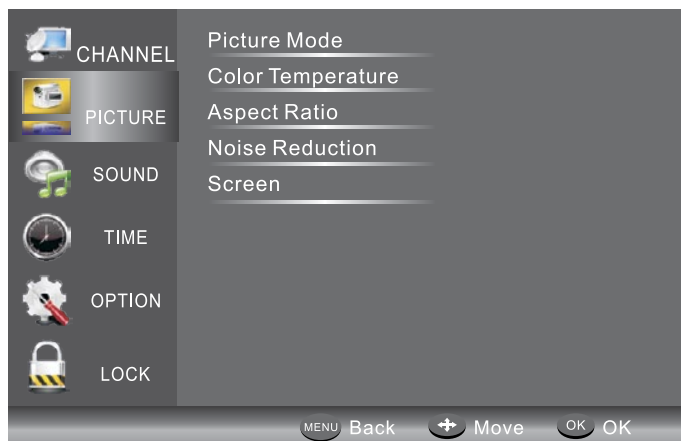 CHANNEL
PICTURE
SOUND
TIME
OPTION
LOCK
Picture Mode
Color Temperature
Aspect Ratio
Noise Reduction
Screen
MENU Back Move OK OK